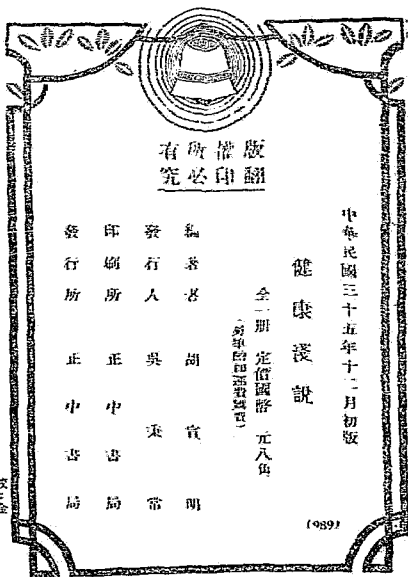 版權所有
翻印必究
中華民國三十五年十二月初版
健康淺說
全一册 定價國幣 元八角
(外埠酌加運費匯費)
編著者 胡宣明
發行人 吳秉常
印刷所 正中書局
發行所 正中書局
(989)